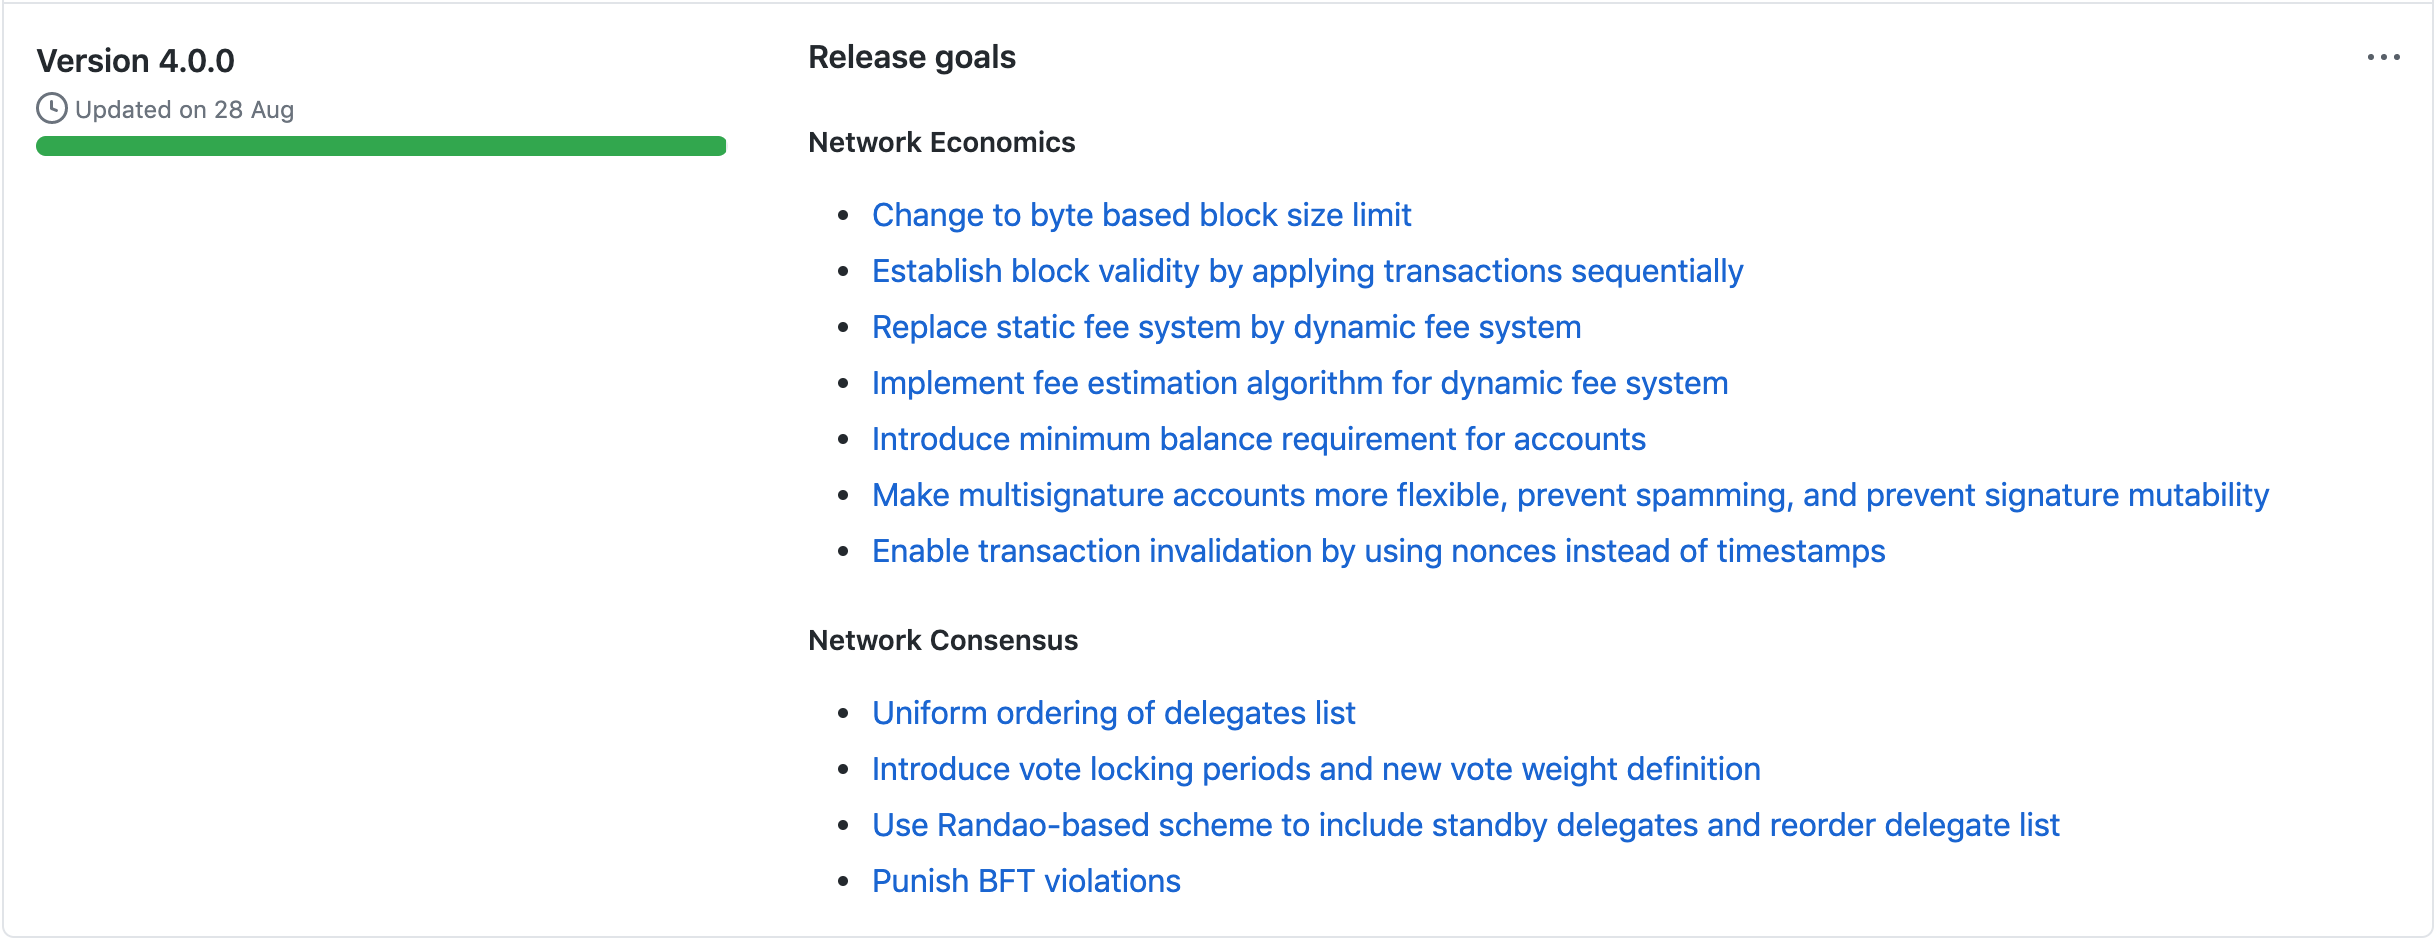 Version 4.0.0
Updated on 28 Aug
Release goals
Network Economics
Change to byte based block size limit
Establish block validity by applying transactions sequentially
Replace static fee system by dynamic fee system
Implement fee estimation algorithm for dynamic fee system
Introduce minimum balance requirement for accounts
Make multisignature accounts more flexible, prevent spamming, and prevent signature mutability
Enable transaction invalidation by using nonces instead of timestamps
Network Consensus
Uniform ordering of delegates list
Introduce vote locking periods and new vote weight definition
Use Randao-based scheme to include standby delegates and reorder delegate list
Punish BFT violations